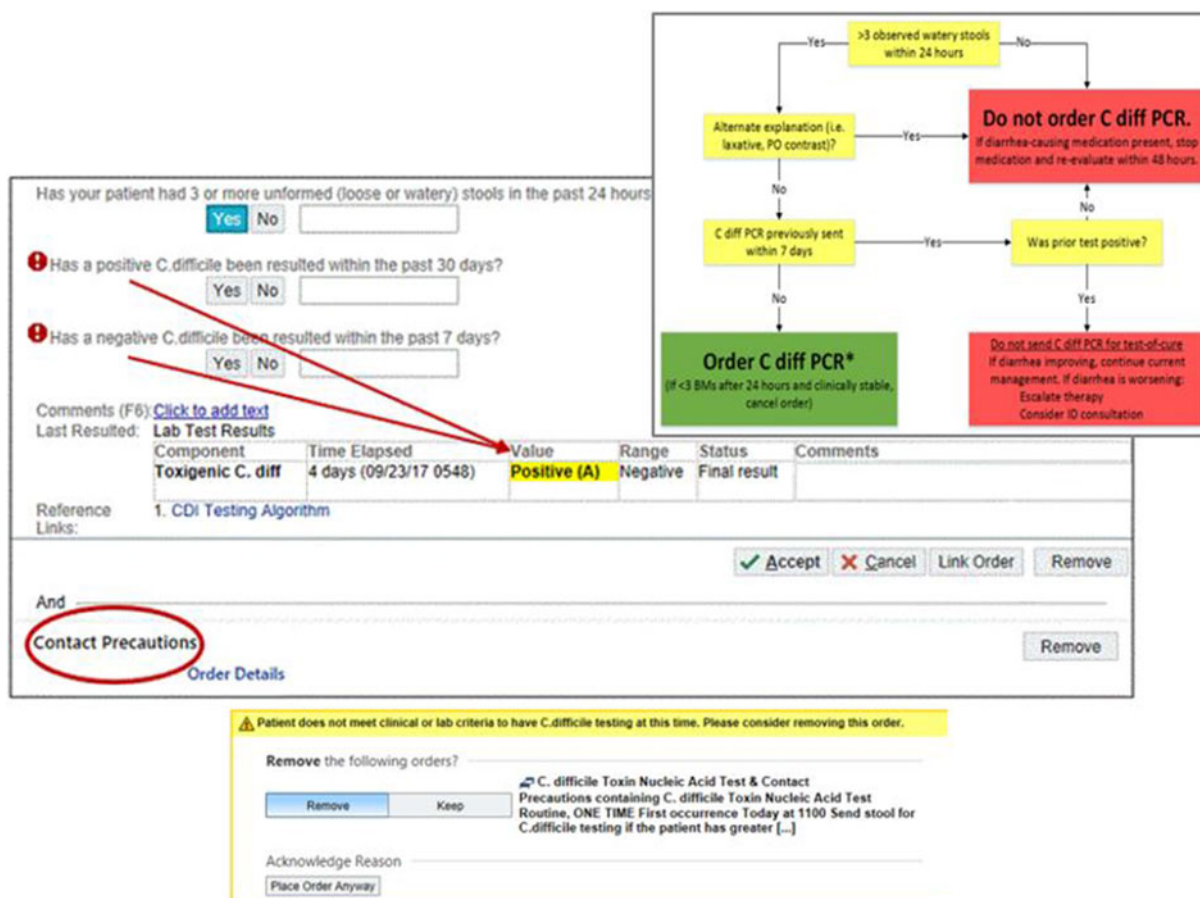 >3 observed watery stools
within 24 hours
Yes
No
Alternate explanation (i.e.
laxative, PO contrast)?
Yes
Do not order C diff PCR.
If diarrhea-causing medication present, stop
medication and re-evaluate within 48 hours.
No
No
C diff PCR previously sent
within 7 days
Yes
Was prior test positive?
No
Yes
Order C diff PCR*
(If <3 BMs after 24 hours and clinically stable,
cancel order)
Do not send C diff PCR for test-of-cure
If diarrhea improving, continue current
management. If diarrhea is worsening:
Escalate therapy
Consider ID consultation
Has your patient had 3 or more unformed (loose or watery) stools in the past 24 hours
Yes No
Has a positive C.difficile been resulted within the past 30 days?
Yes No
Has a negative C.difficile been resulted within the past 7 days?
Yes No
Comments (F6): Click to add text
Last Resulted: Lab Test Results
Component Time Elapsed Value Range Status Comments
Toxigenic C. diff 4 days (09/23/17 0548) Positive (A) Negative Final result
Reference 1. CDI Testing Algorithm
Links:
Accept Cancel Link Order Remove
And
Contact Precautions Remove
Order Details
Patient does not meet clinical or lab criteria to have C.difficile testing at this time. Please consider removing this order.
Remove the following orders?
C. difficile Toxin Nucleic Acid Test & Contact
Remove Keep Precautions containing C. difficile Toxin Nucleic Acid Test
Routine, ONE TIME First occurrence Today at 1100 Send stool for
C.difficile testing if the patient has greater [...]
Acknowledge Reason
Place Order Anyway